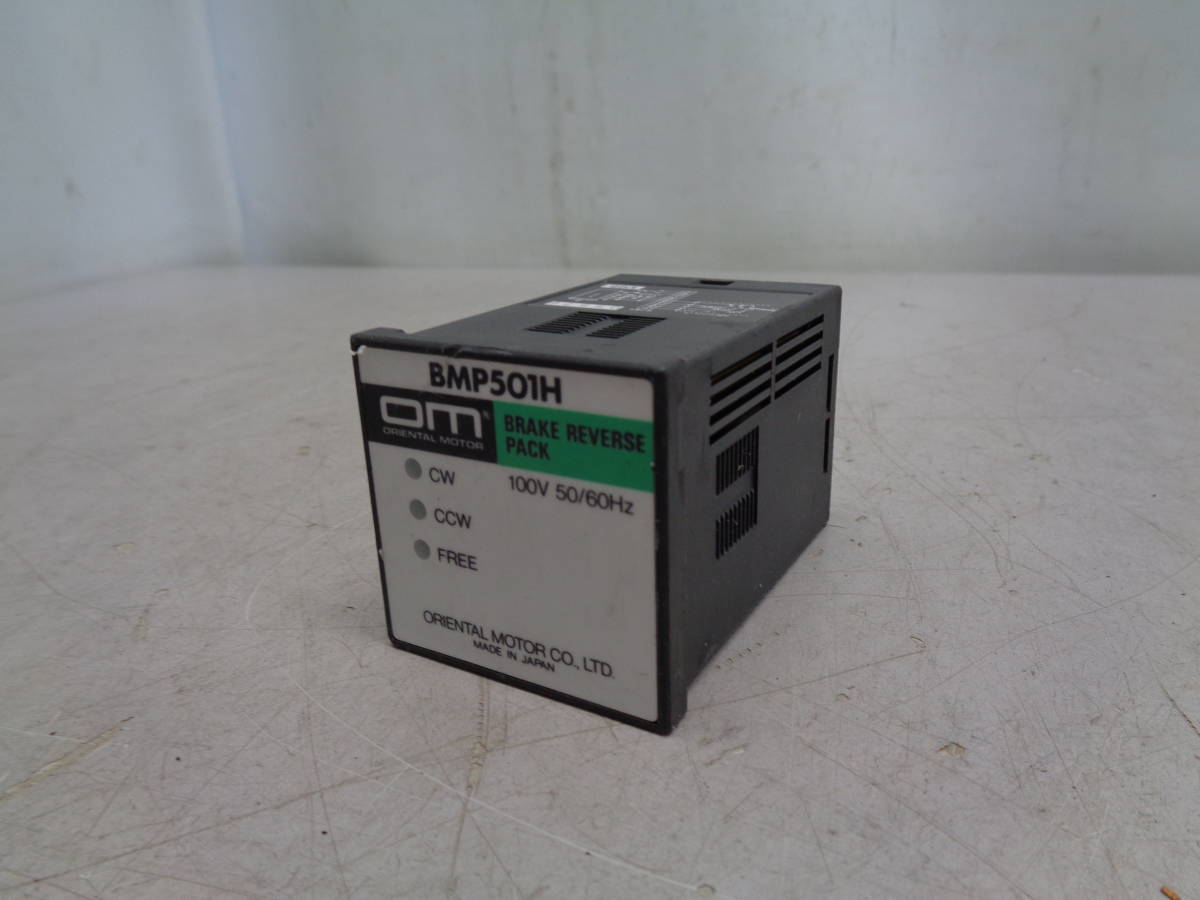 BMP501H
OM®
ORIENTAL MOTOR
BRAKE REVERSE
PACK
100V 50/60Hz
CW
CCW
FREE
ORIENTAL MOTOR CO., LTD.
MADE IN JAPAN